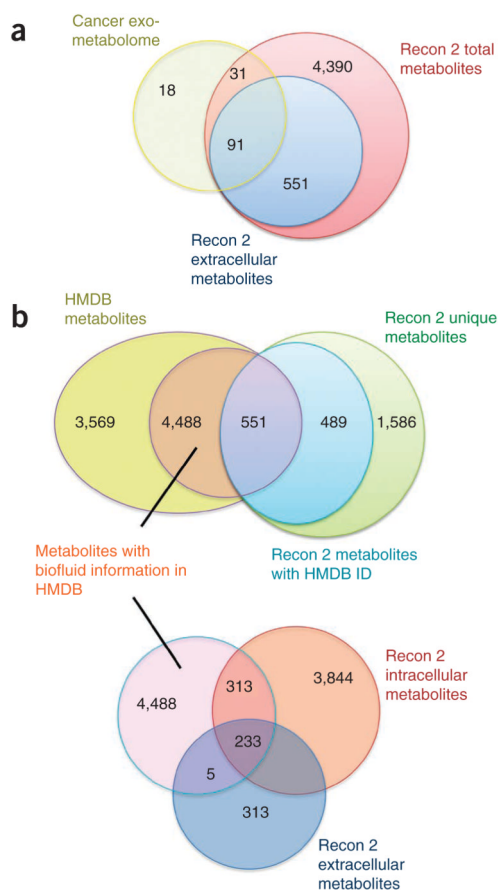 a
Cancer exo-
metabolome
Recon 2 total
metabolites
18
31
4,390
91
551
Recon 2
extracellular
metabolites
b
HMDB
metabolites
Recon 2 unique
metabolites
3,569
4,488
551
489
1,586
Metabolites with
biofluid information in
HMDB
Recon 2 metabolites
with HMDB ID
4,488
313
3,844
Recon 2
intracellular
metabolites
233
5
313
Recon 2
extracellular
metabolites